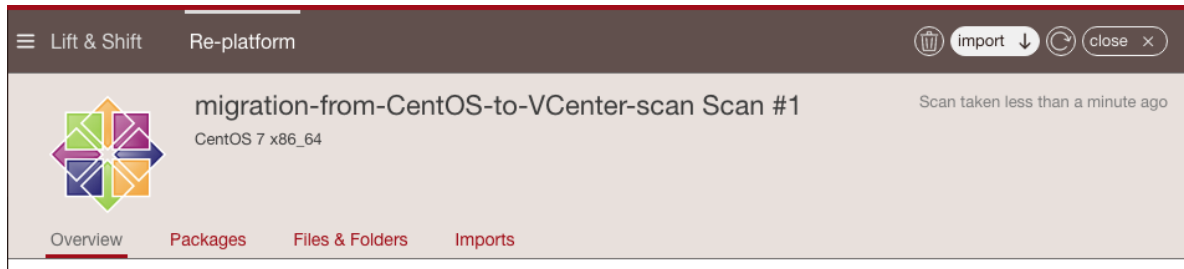 Lift & Shift Re-platform import close
migration-from-CentOS-to-VCenter-scan Scan #1 Scan taken less than a minute ago
CentOS 7 x86_64
Overview Packages Files & Folders Imports